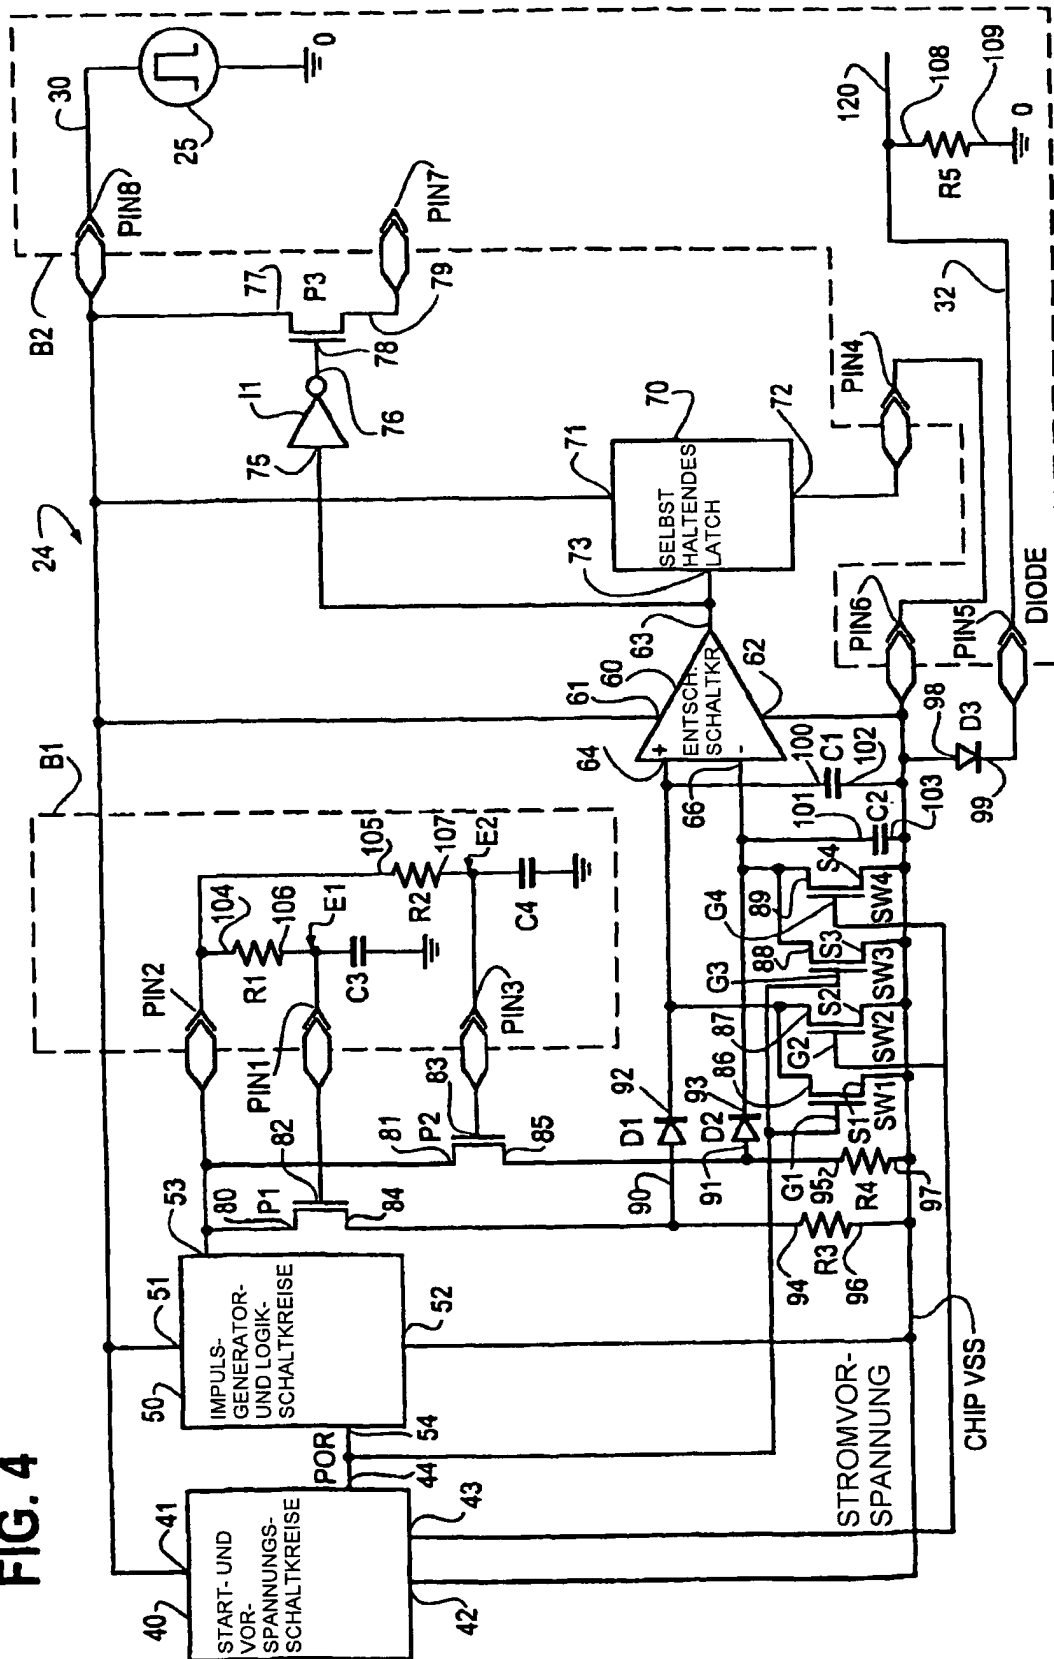 FIG. 4
24
B1
B2
30
25
0
PIN8
PIN7
77
P3
78
79
I1
75
76
70
71
72
73
SELBST
HALTENDES
LATCH
PIN4
120
108
109
R5
0
32
PIN2
104
105
106
107
R1
R2
E1
E2
C3
C4
PIN1
PIN3
53
80
P1
82
84
81
P2
83
85
40
41
START- UND
VOR-
SPANNUNGS-
SCHALTKREISE
42
43
44
POR
54
50
51
52
IMPULS-
GENERATOR-
UND LOGIK-
SCHALTKREISE
60
61
62
63
64
66
+
-
ENTSCH.
SCHALTKR
90
D1
92
91
D2
93
94
R3
96
95
R4
97
G1
S1
SW1
86
G2
S2
SW2
87
G3
S3
SW3
88
G4
S4
SW4
89
100
C1
102
101
C2
103
98
D3
99
PIN6
PIN5
DIODE
STROMVOR-
SPANNUNG
CHIP VSS